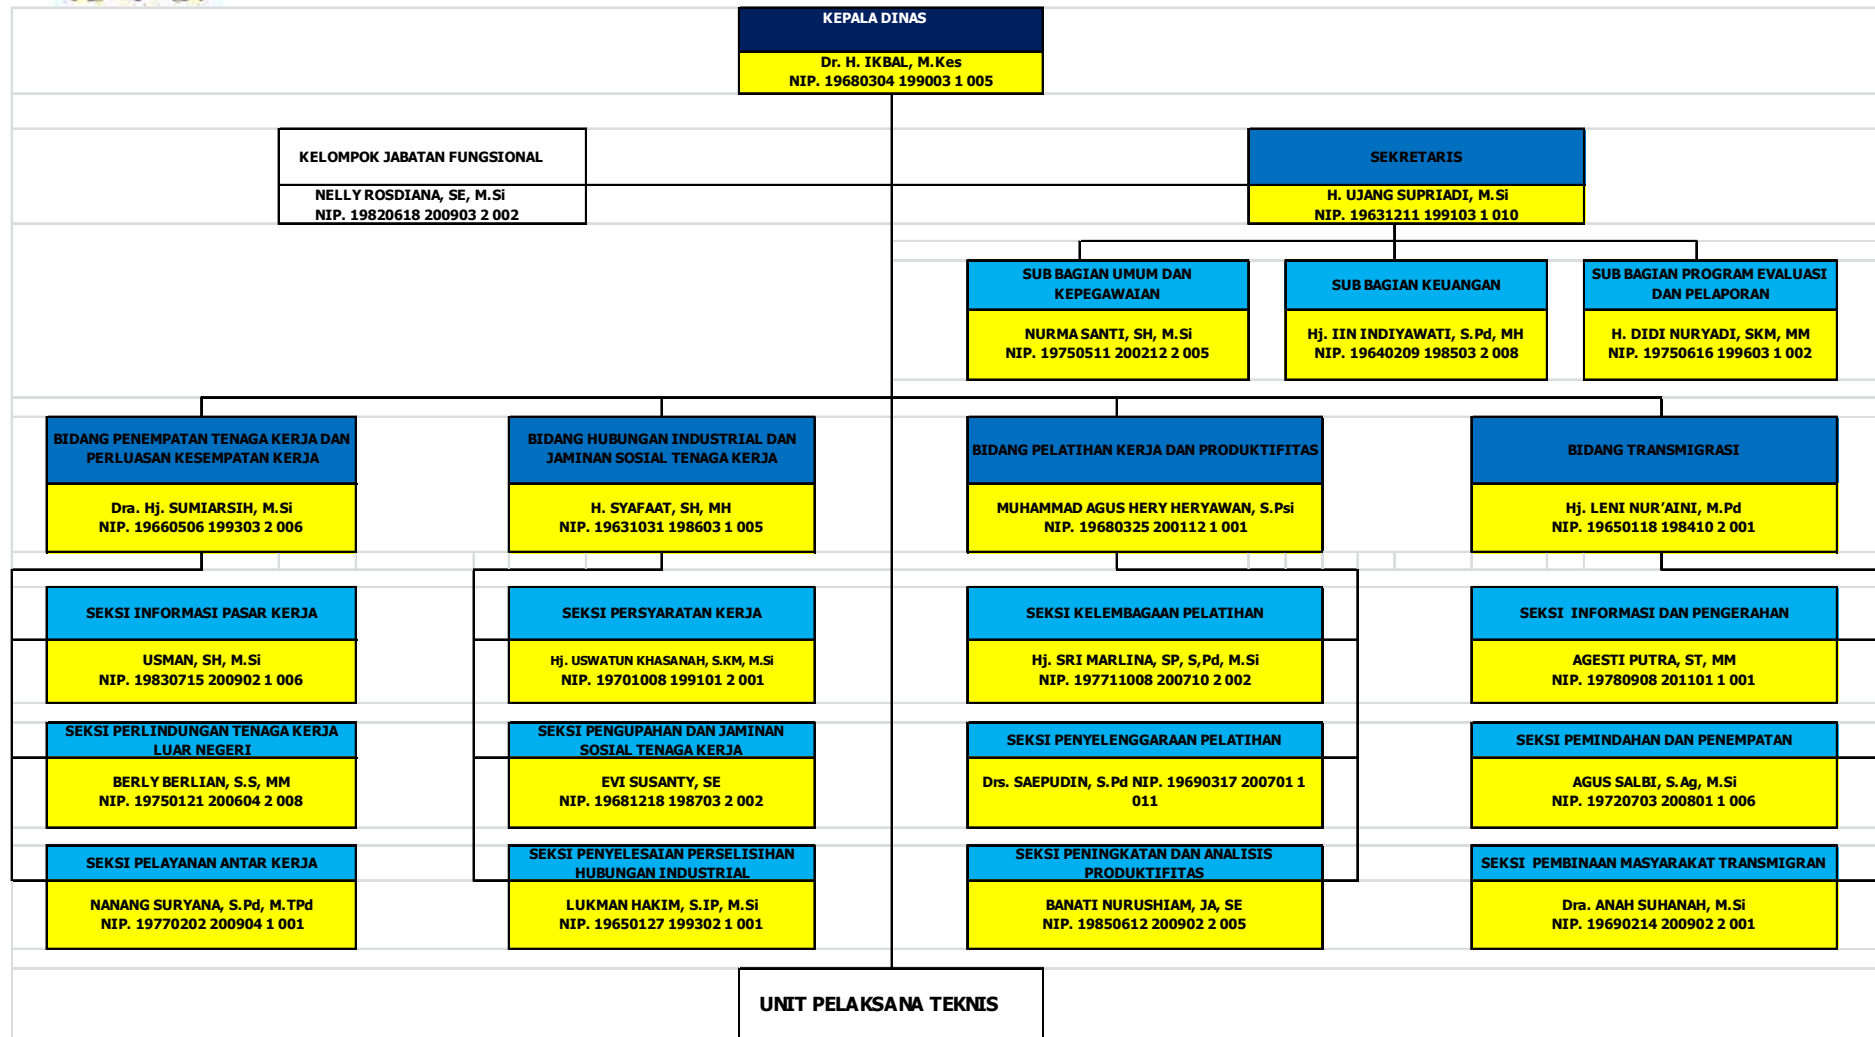 KEPALA DINAS
Dr. H. IKBAL, M.Kes
NIP. 19680304 199003 1 005
KELOMPOK JABATAN FUNGSIONAL
NELLY ROSDIANA, SE, M.Si
NIP. 19820618 200903 2 002
SEKRETARIS
H. UJANG SUPRIADI, M.Si
NIP. 19631211 199103 1 010
SUB BAGIAN UMUM DAN
KEPEGAWAIAN
NURMA SANTI, SH, M.Si
NIP. 19750511 200212 2 005
SUB BAGIAN KEUANGAN
Hj. IIN INDIYAWATI, S.Pd, MH
NIP. 19640209 198503 2 008
SUB BAGIAN PROGRAM EVALUASI
DAN PELAPORAN
H. DIDI NURYADI, SKM, MM
NIP. 19750616 199603 1 002
BIDANG PENEMPATAN TENAGA KERJA DAN
PERLUASAN KESEMPATAN KERJA
Dra. Hj. SUMIARSIH, M.Si
NIP. 19660506 199303 2 006
BIDANG HUBUNGAN INDUSTRIAL DAN
JAMINAN SOSIAL TENAGA KERJA
H. SYAFAAT, SH, MH
NIP. 19631031 198603 1 005
BIDANG PELATIHAN KERJA DAN PRODUKTIFITAS
MUHAMMAD AGUS HERY HERYAWAN, S.Psi
NIP. 19680325 200112 1 001
BIDANG TRANSMIGRASI
Hj. LENI NUR’AINI, M.Pd
NIP. 19650118 198410 2 001
SEKSI INFORMASI PASAR KERJA
USMAN, SH, M.Si
NIP. 19830715 200902 1 006
SEKSI PERSYARATAN KERJA
Hj. USWATUN KHASANAH, S.KM, M.Si
NIP. 19701008 199101 2 001
SEKSI KELEMBAGAAN PELATIHAN
Hj. SRI MARLINA, SP, S,Pd, M.Si
NIP. 197711008 200710 2 002
SEKSI INFORMASI DAN PENGERAHAN
AGESTI PUTRA, ST, MM
NIP. 19780908 201101 1 001
SEKSI PERLINDUNGAN TENAGA KERJA
LUAR NEGERI
BERLY BERLIAN, S.S, MM
NIP. 19750121 200604 2 008
SEKSI PENGUPAHAN DAN JAMINAN
SOSIAL TENAGA KERJA
EVI SUSANTY, SE
NIP. 19681218 198703 2 002
SEKSI PENYELENGGARAAN PELATIHAN
Drs. SAEPUDIN, S.Pd NIP. 19690317 200701 1
011
SEKSI PEMINDAHAN DAN PENEMPATAN
AGUS SALBI, S.Ag, M.Si
NIP. 19720703 200801 1 006
SEKSI PELAYANAN ANTAR KERJA
NANANG SURYANA, S.Pd, M.TPd
NIP. 19770202 200904 1 001
SEKSI PENYELESAIAN PERSELISIHAN
HUBUNGAN INDUSTRIAL
LUKMAN HAKIM, S.IP, M.Si
NIP. 19650127 199302 1 001
SEKSI PENINGKATAN DAN ANALISIS
PRODUKTIFITAS
BANATI NURUSHIAM, JA, SE
NIP. 19850612 200902 2 005
SEKSI PEMBINAAN MASYARAKAT TRANSMIGRAN
Dra. ANAH SUHANAH, M.Si
NIP. 19690214 200902 2 001
UNIT PELAKSANA TEKNIS